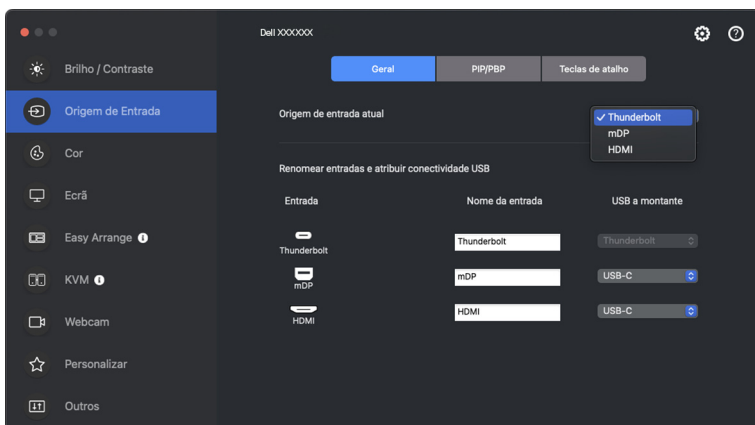 Dell XXXXXX
Brilho / Contraste
Origem de Entrada
Cor
Ecrã
Easy Arrange
KVM
Webcam
Personalizar
Outros
Geral
PIP/PBP
Teclas de atalho
Origem de entrada atual
✓ Thunderbolt
mDP
HDMI
Renomear entradas e atribuir conectividade USB
Entrada Nome da entrada USB a montante
Thunderbolt Thunderbolt Thunderbolt
mDP mDP USB-C
HDMI HDMI USB-C